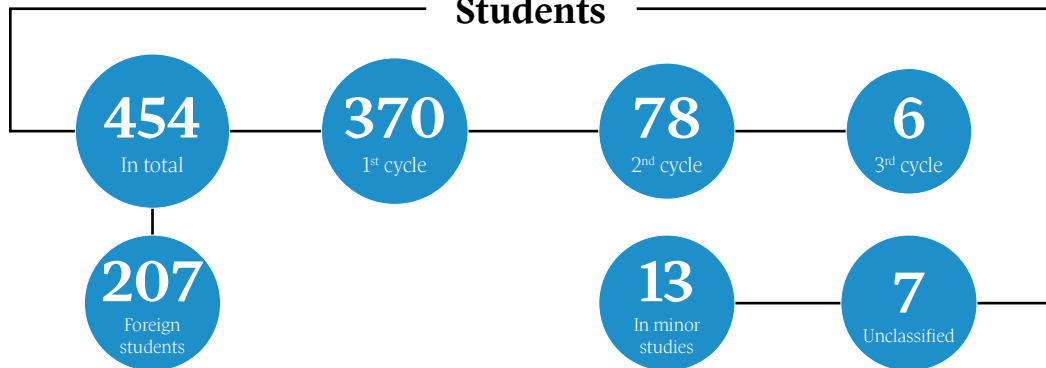 Students
454
In total
370
1st cycle
78
2nd cycle
6
3rd cycle
207
Foreign
students
13
In minor
studies
7
Unclassified